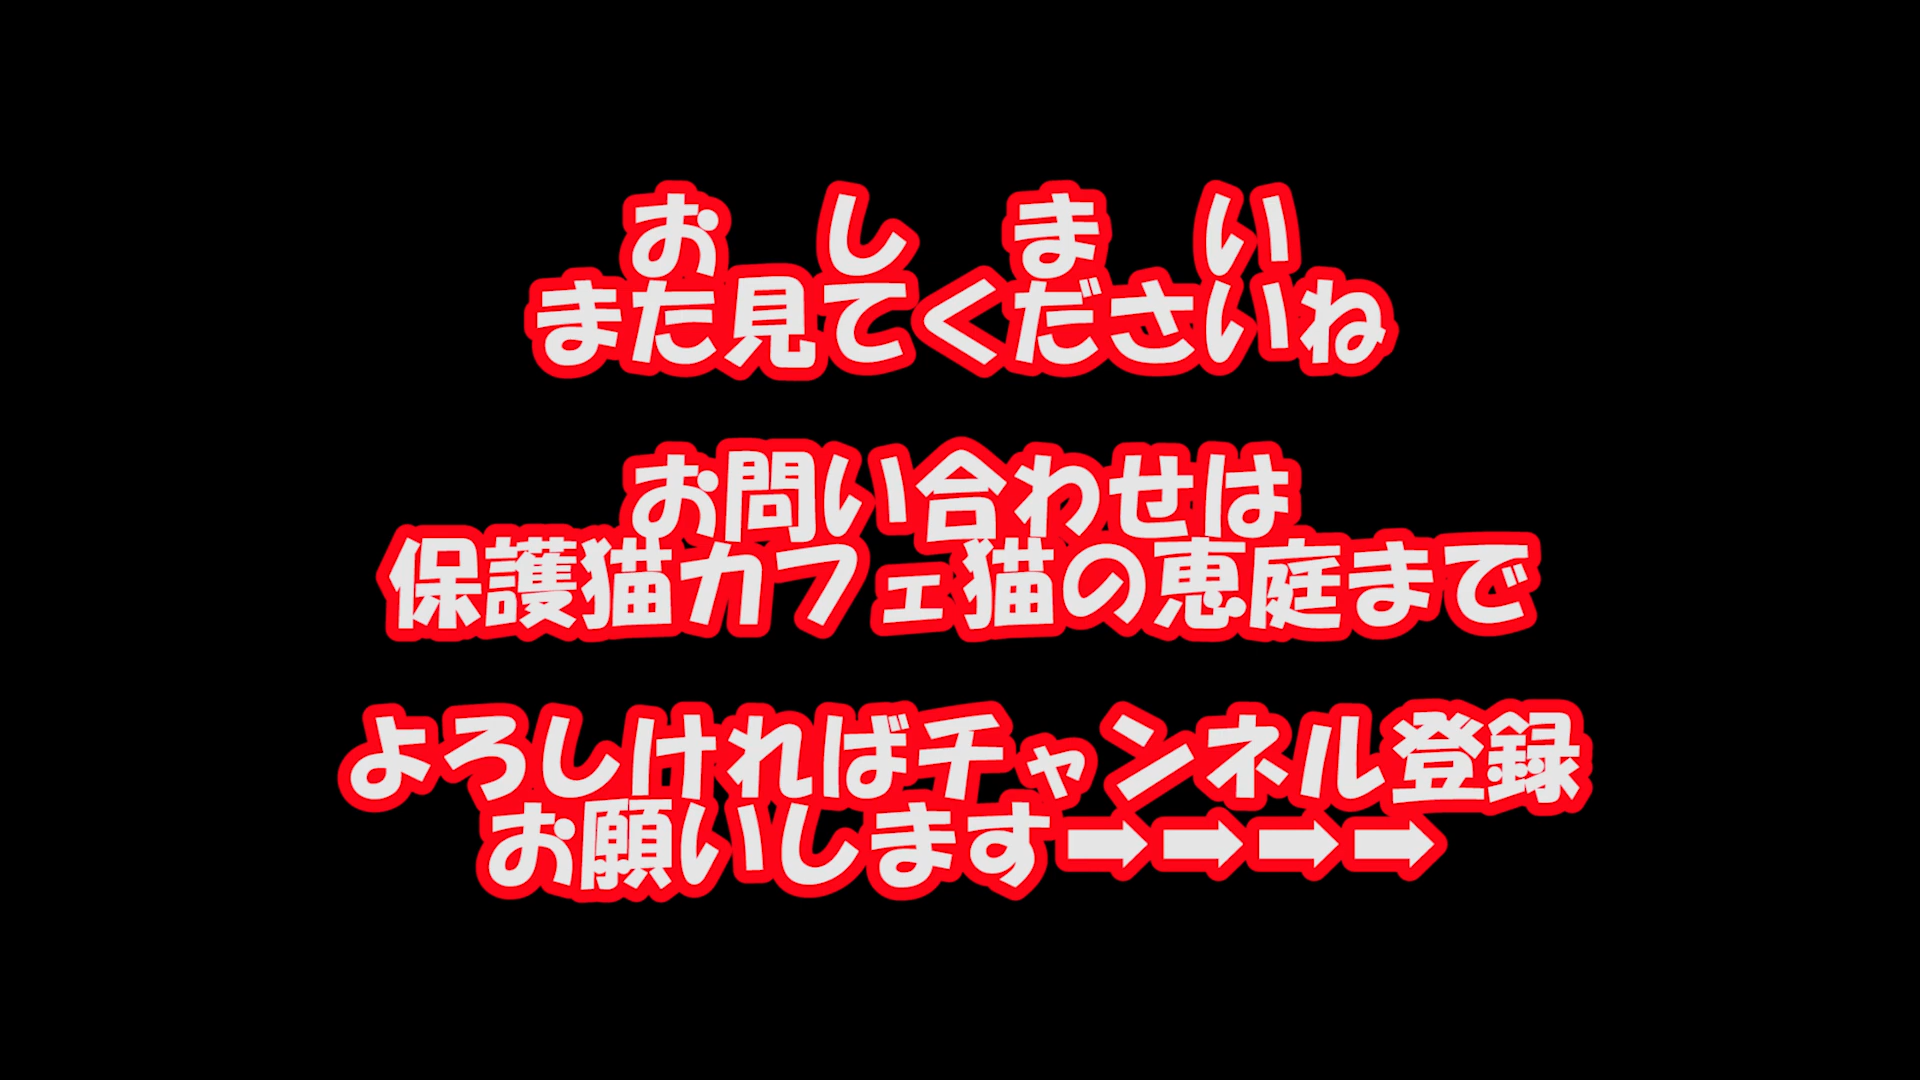 お　し　ま　い
また見てくださいね
お問い合わせは
保護猫カフェ猫の恵庭まで
よろしければチャンネル登録
お願いします➡➡➡➡